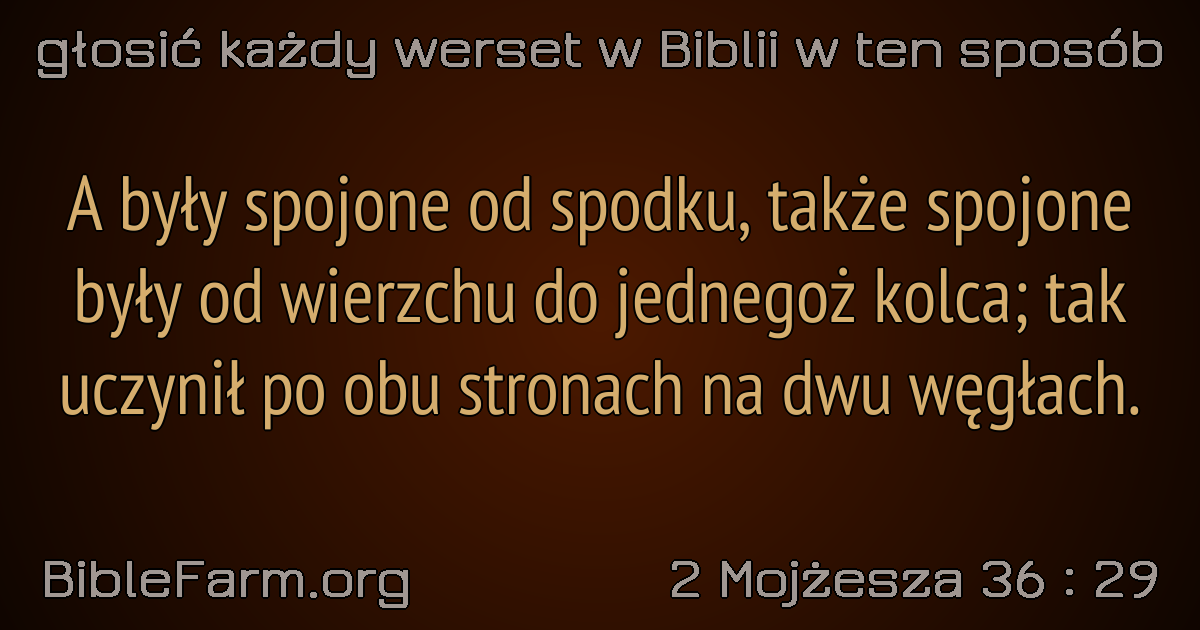 głosić każdy werset w Biblii w ten sposób
A były spojone od spodku, także spojone
były od wierzchu do jednegoż kolca; tak
uczynił po obu stronach na dwu węgłach.
BibleFarm.org
2 Mojżesza 36 : 29